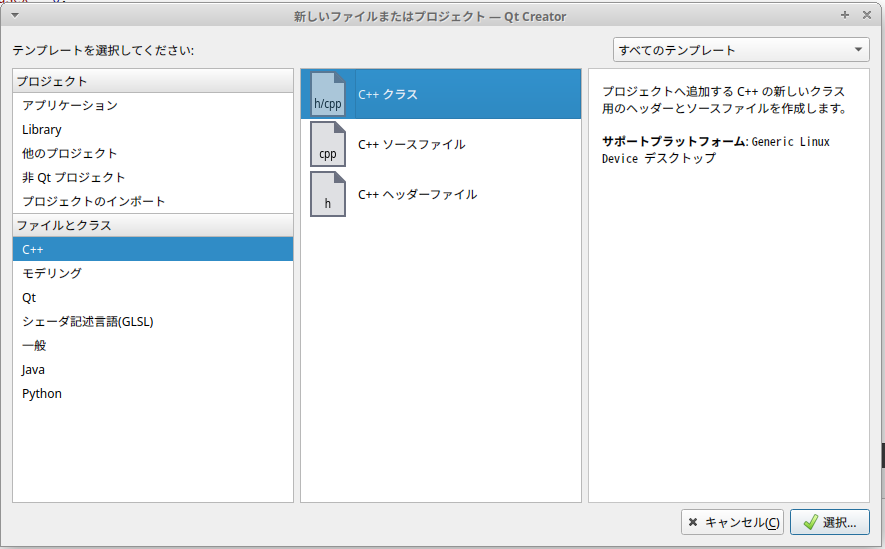 新しいファイルまたはプロジェクト — Qt Creator
テンプレートを選択してください:
すべてのテンプレート
プロジェクト
アプリケーション
Library
他のプロジェクト
非 Qt プロジェクト
プロジェクトのインポート
ファイルとクラス
C++
モデリング
Qt
シェーダ記述言語(GLSL)
一般
Java
Python
h/cpp
C++ クラス
cpp
C++ ソースファイル
h
C++ ヘッダーファイル
プロジェクトへ追加する C++ の新しいクラス
用のヘッダーとソースファイルを作成します。
サポートプラットフォーム: Generic Linux
Device デスクトップ
キャンセル(C)
選択...